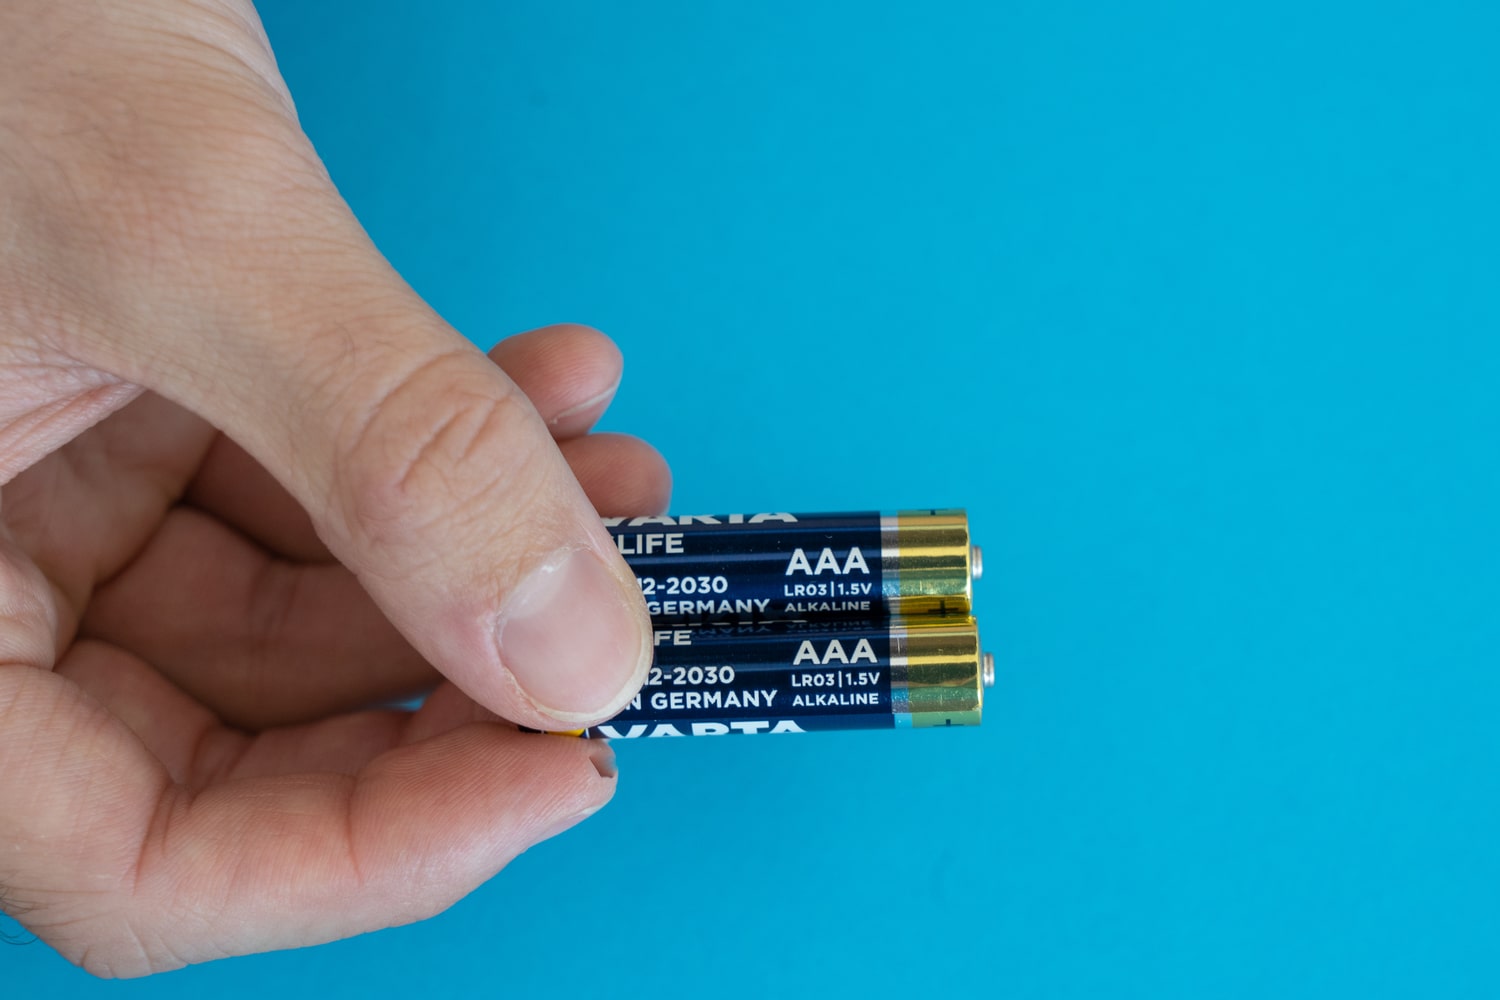 VARTA
LIFE
12-2030
GERMANY
AAA
LR03|1.5V
ALKALINE
+
+
FE
12-2030
N GERMANY
AAA
LR03|1.5V
ALKALINE
VARTA
+